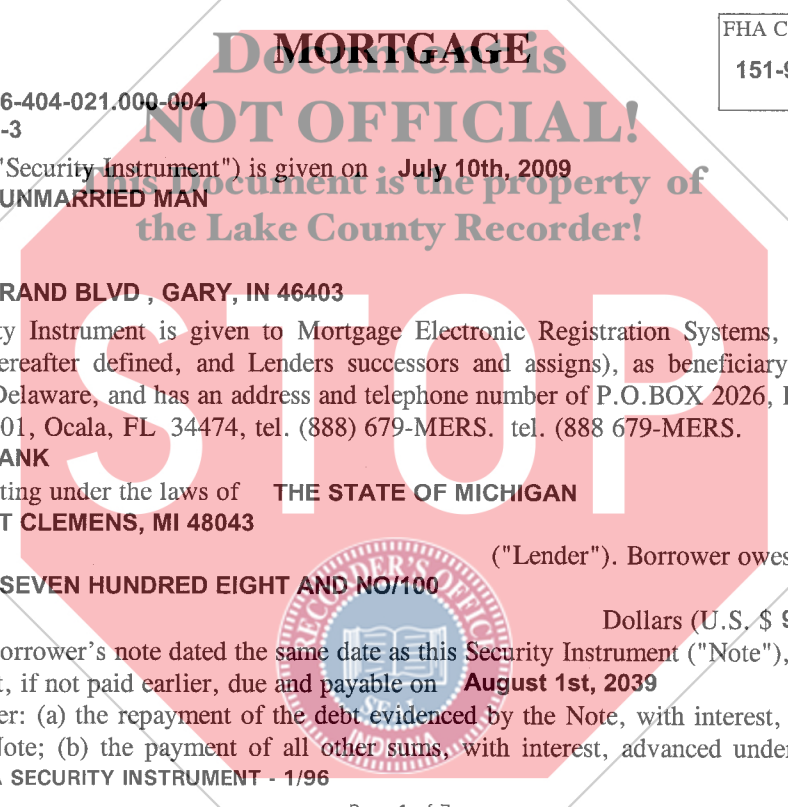 MORTGAGE
FHA C
151-9
Document is
NOT OFFICIAL!
This Document is the property of
the Lake County Recorder!
STOP
6-404-021.000-004
-3
"Security Instrument") is given on July 10th, 2009
UNMARRIED MAN
RAND BLVD , GARY, IN 46403
ty Instrument is given to Mortgage Electronic Registration Systems,
ereafter defined, and Lenders successors and assigns), as beneficiary
Delaware, and has an address and telephone number of P.O.BOX 2026,
01, Ocala, FL 34474, tel. (888) 679-MERS. tel. (888 679-MERS.
ANK
ting under the laws of THE STATE OF MICHIGAN
T CLEMENS, MI 48043
("Lender"). Borrower owes
SEVEN HUNDRED EIGHT AND NO/100
Dollars (U.S. $ 9
orrower's note dated the same date as this Security Instrument ("Note"),
t, if not paid earlier, due and payable on August 1st, 2039
er: (a) the repayment of the debt evidenced by the Note, with interest,
Note; (b) the payment of all other sums, with interest, advanced under
A SECURITY INSTRUMENT - 1/96
RECORDER'S OFFICE
SEAL
INDIANA